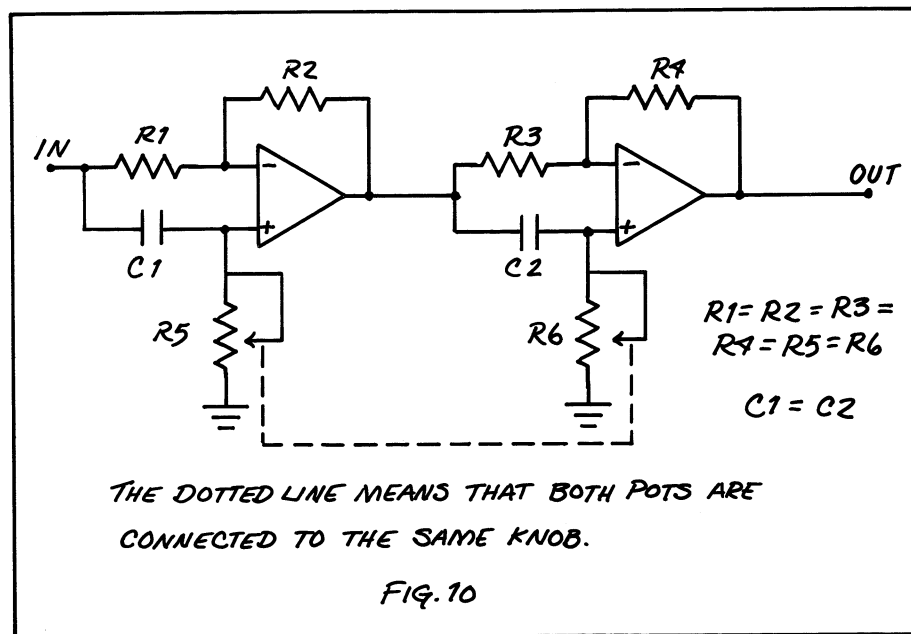 R2
R4
R1
R3
IN
OUT
-
-
+
+
C1
C2
R5
R6
R1 = R2 = R3 =
R4 = R5 = R6
C1 = C2
THE DOTTED LINE MEANS THAT BOTH POTS ARE
CONNECTED TO THE SAME KNOB.
FIG. 10